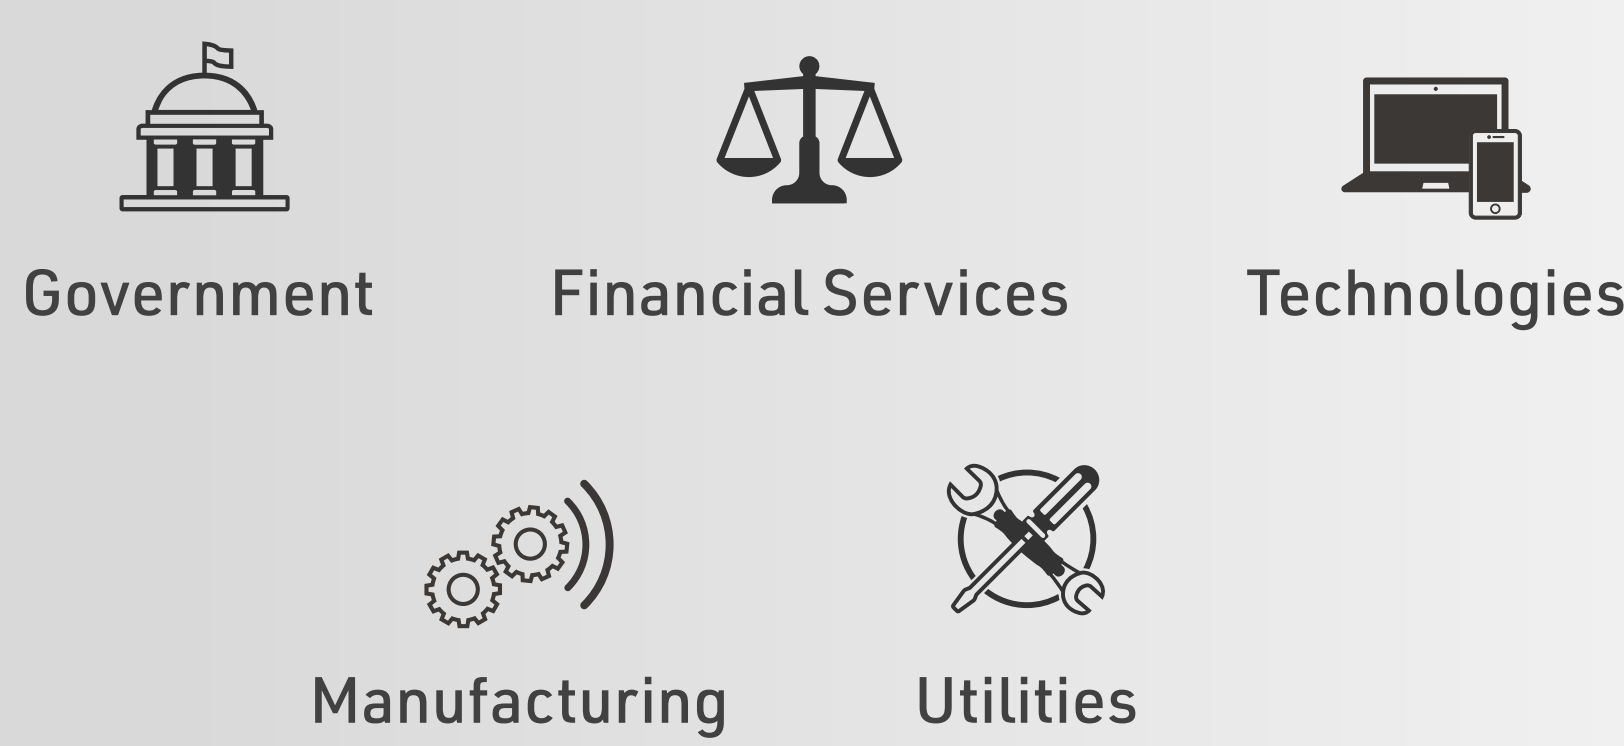 Government
Financial Services
Technologies
Manufacturing
Utilities